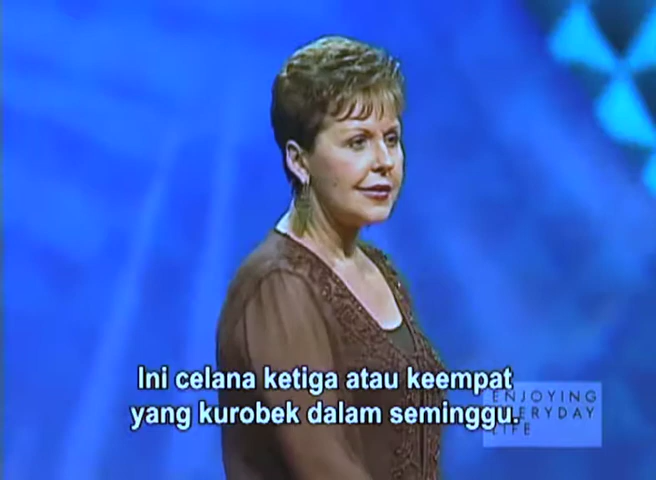 Ini celana ketiga atau keempat
yang kurobek dalam seminggu.
ENJOYING
EVERYDAY
LIFE